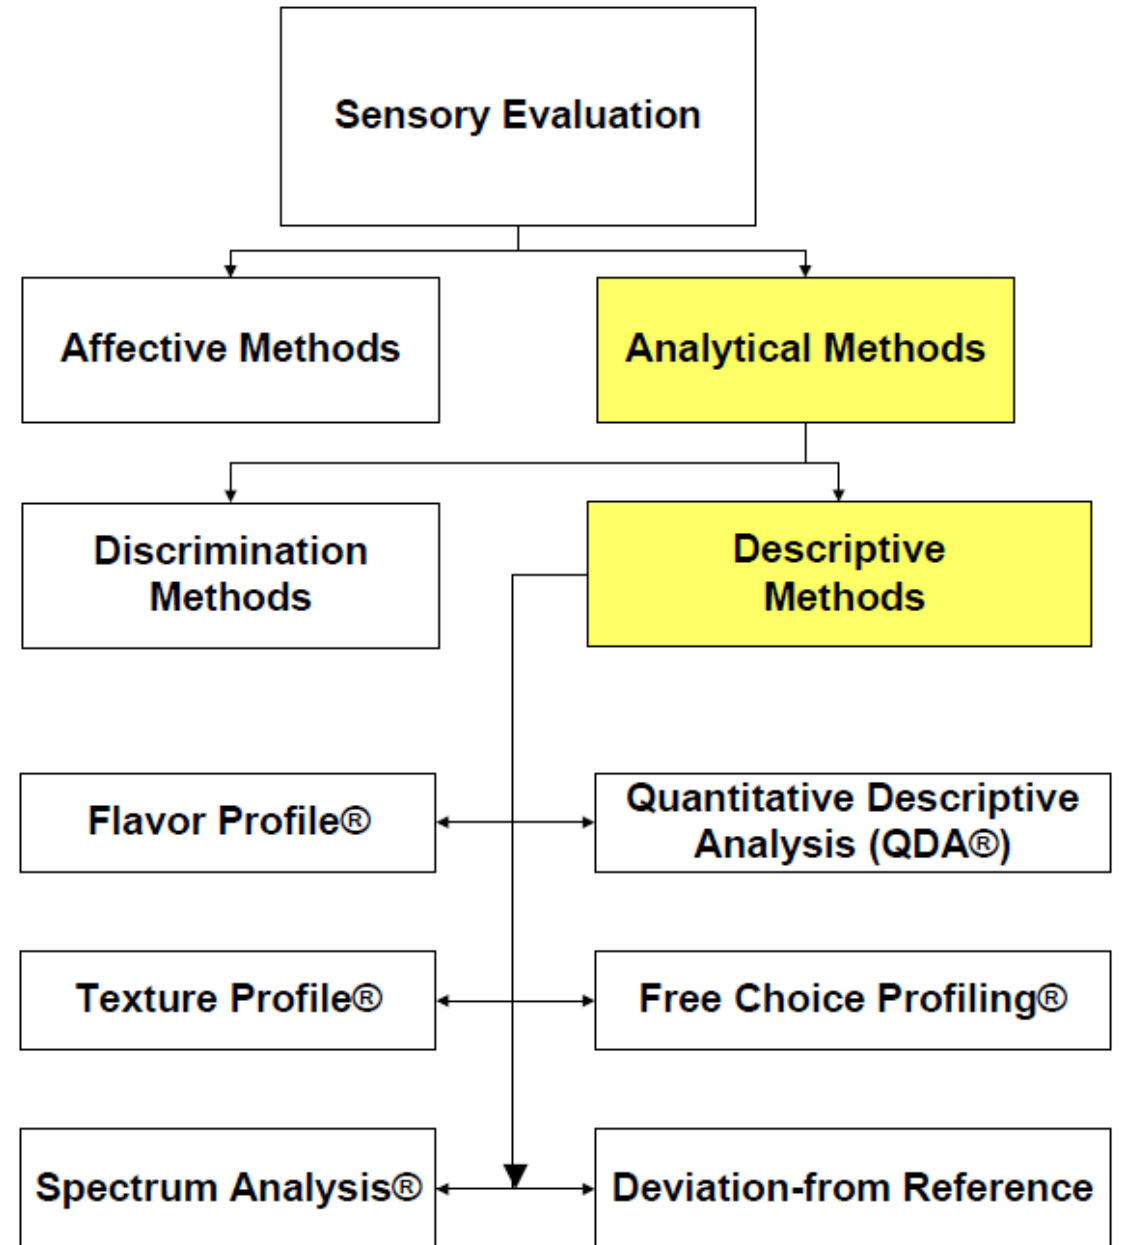 Sensory Evaluation
Affective Methods
Analytical Methods
Discrimination
Methods
Descriptive
Methods
Flavor Profile®
Quantitative Descriptive
Analysis (QDA®)
Texture Profile®
Free Choice Profiling®
Spectrum Analysis®
Deviation-from Reference